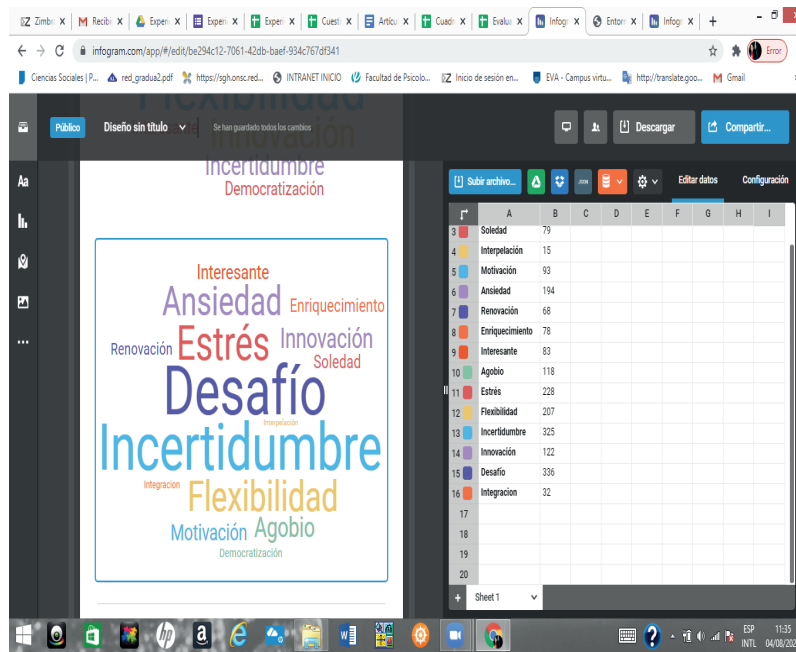 Zimbr
Recibi
Experi
Experi
Experi
Cuest
Articu
Cuadr
Evalua
Infogr
Entorn
Infogr
infogram.com/app/#/edit/be294c12-7061-42db-baef-934c767df341
Error
Ciencias Sociales | P...
red_gradua2.pdf
https://sgh.onsc.red...
INTRANET INICIO
Facultad de Psicolo...
Inicio de sesión en...
EVA - Campus virtu...
http://translate.goo...
Gmail
Público
Diseño sin título
Se han guardado todos los cambios
Descargar
Compartir...
Flexibilidad
Innovación
Incertidumbre
Democratización
Subir archivo...
JSON
Editar datos
Configuración
A B C D E F G H I
3 Soledad 79
4 Interpelación 15
5 Motivación 93
6 Ansiedad 194
7 Renovación 68
8 Enriquecimiento 78
9 Interesante 83
10 Agobio 118
11 Estrés 228
12 Flexibilidad 207
13 Incertidumbre 325
14 Innovación 122
15 Desafío 336
16 Integracion 32
17
18
19
20
Sheet 1
Aa
Interesante
Ansiedad Enriquecimiento
Renovación Estrés Innovación
Soledad
Desafío
Interpelación
Incertidumbre
Integracion Flexibilidad
Motivación Agobio
Democratización
ESP 11:35
INTL 04/08/202